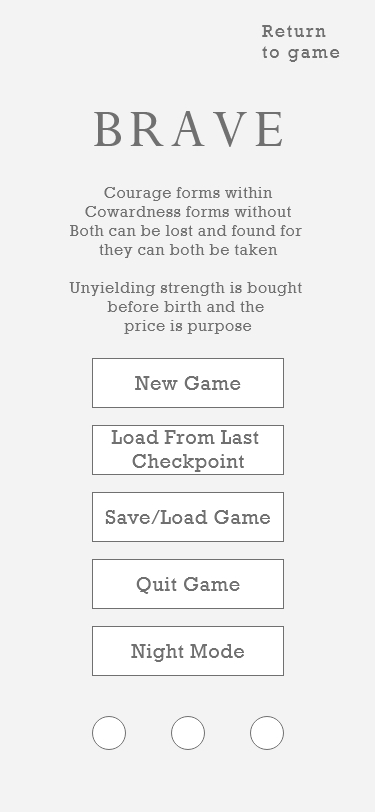 Return
to game
BRAVE
Courage forms within
Cowardness forms without
Both can be lost and found for
they can both be taken
Unyielding strength is bought
before birth and the
price is purpose
New Game
Load From Last
Checkpoint
Save/Load Game
Quit Game
Night Mode